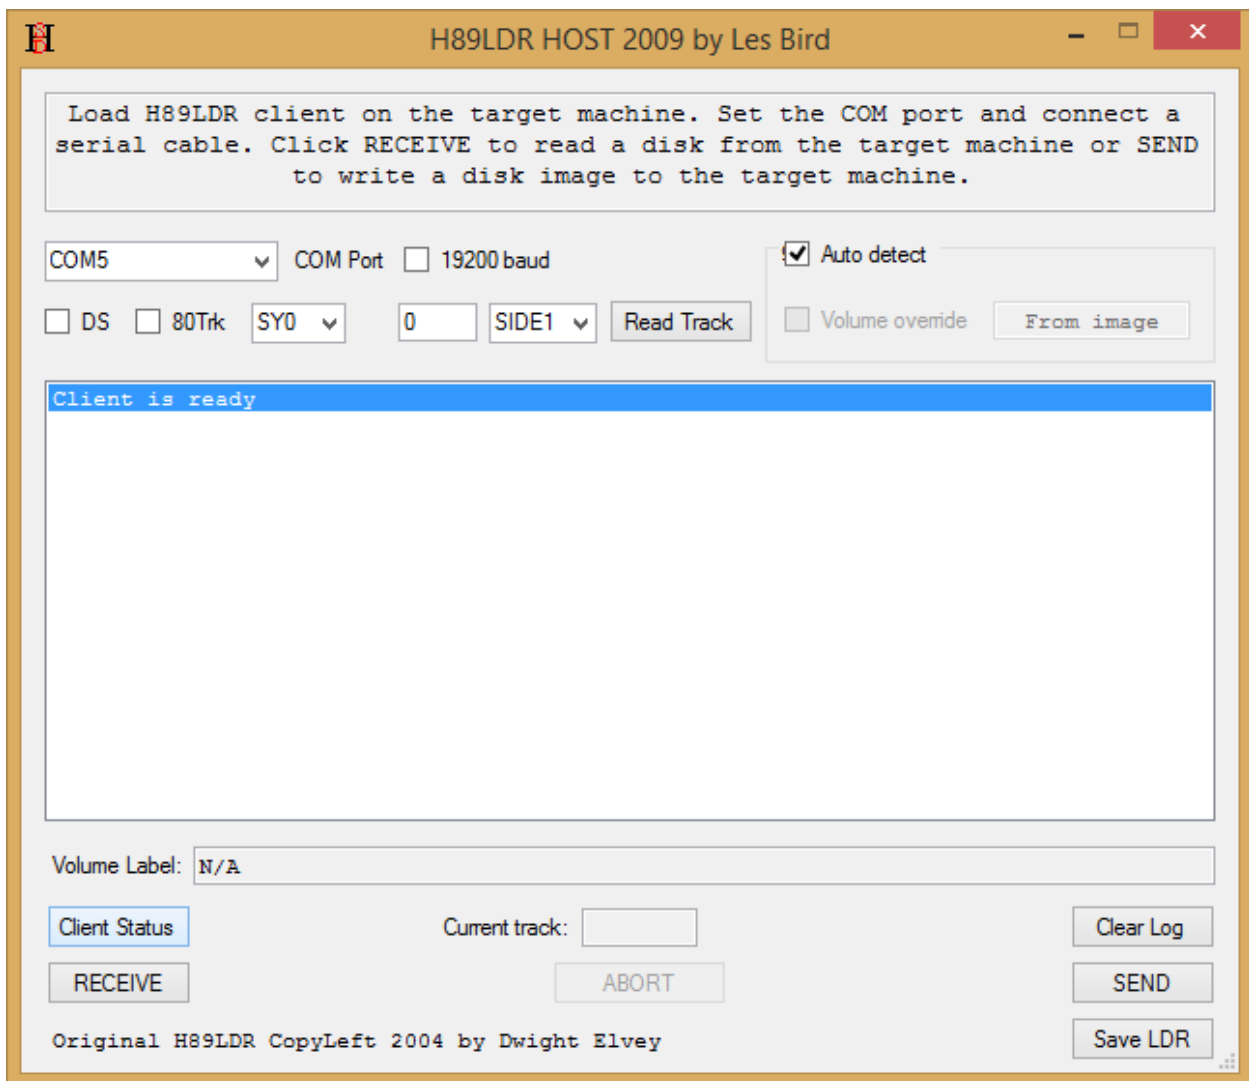 H89LDR HOST 2009 by Les Bird
Load H89LDR client on the target machine. Set the COM port and connect a
serial cable. Click RECEIVE to read a disk from the target machine or SEND
to write a disk image to the target machine.
COM5 COM Port 19200 baud Auto detect
DS 80Trk SY0 0 SIDE1 Read Track Volume override From image
Client is ready
Volume Label: N/A
Client Status Current track: Clear Log
RECEIVE ABORT SEND
Original H89LDR CopyLeft 2004 by Dwight Elvey Save LDR